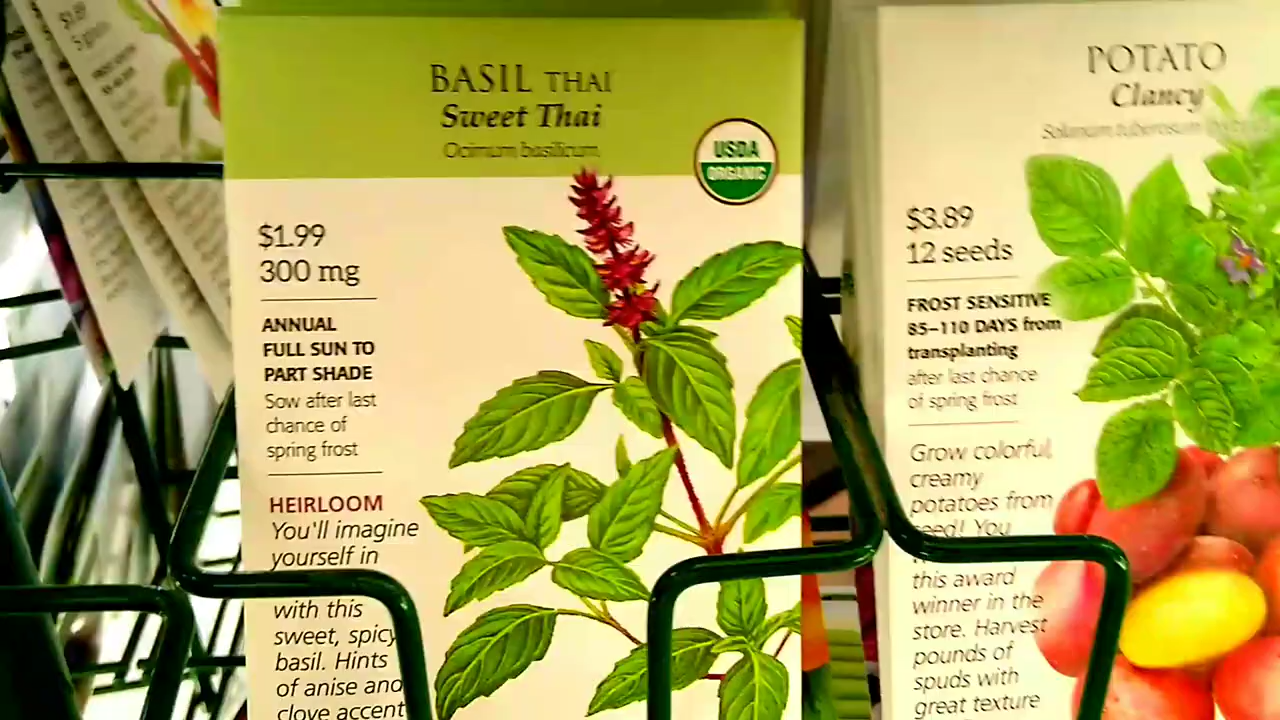 BASIL THAI
Sweet Thai
Ocimum basilicum
USDA
ORGANIC
$1.99
300 mg
ANNUAL
FULL SUN TO
PART SHADE
Sow after last
chance of
spring frost
HEIRLOOM
You'll imagine
yourself in
with this
sweet, spicy
basil. Hints
of anise and
clove accent
POTATO
Clancy
Solanum tuberosum
$3.89
12 seeds
FROST SENSITIVE
85–110 DAYS from
transplanting
after last chance
of spring frost
Grow colorful,
creamy
potatoes from
seed! You
this award
winner in the
store. Harvest
pounds of
spuds with
great texture